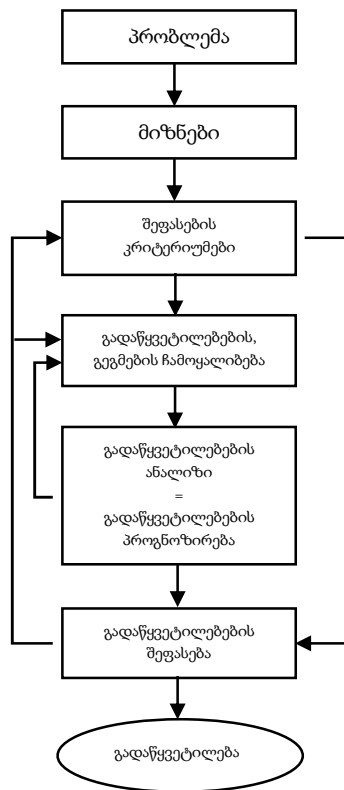 პრობლემა
მიზნები
შეფასების
კრიტერიუმები
გადაწყვეტილებების,
გეგმების ჩამოყალიბება
გადაწყვეტილებების
ანალიზი
=
გადაწყვეტილებების
პროგნოზირება
გადაწყვეტილებების
შეფასება
გადაწყვეტილება